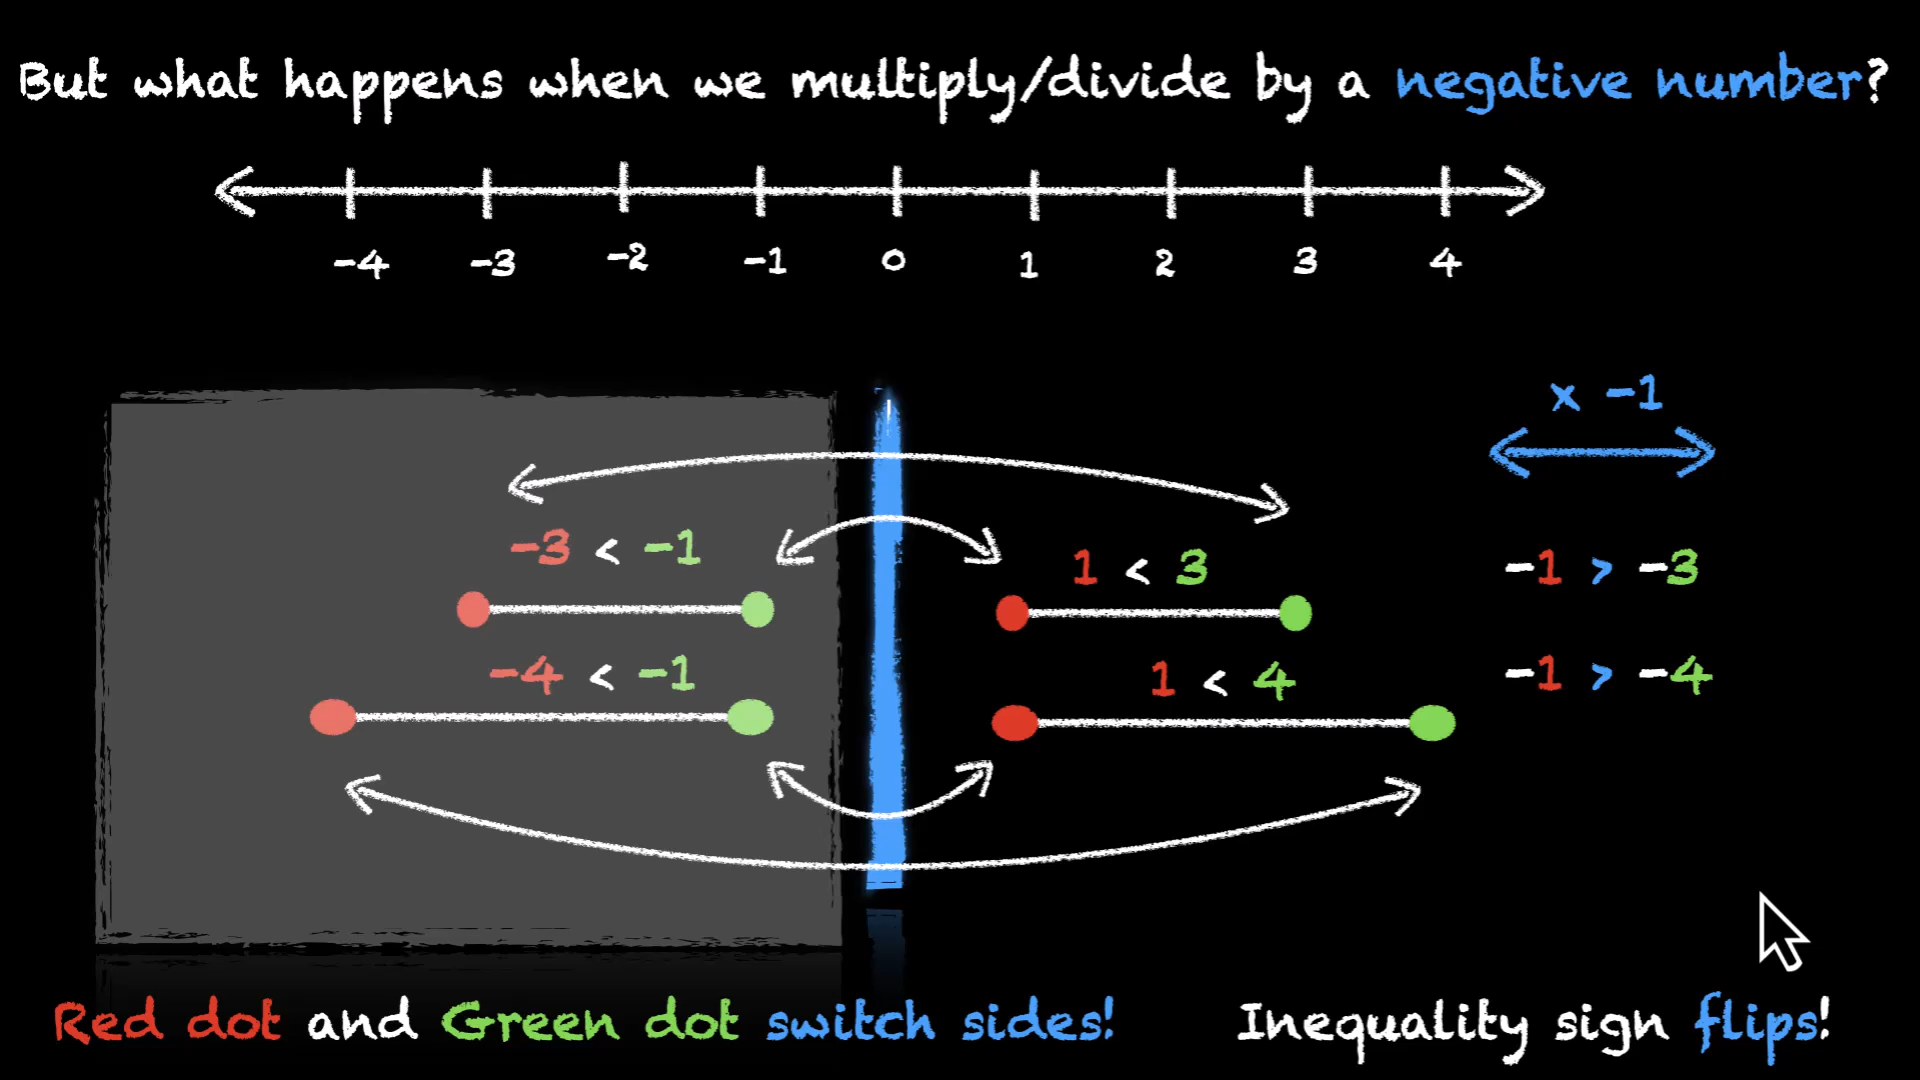 But what happens when we multiply/divide by a negative number?
-4 -3 -2 -1 0 1 2 3 4
x -1
-3 < -1
1 < 3
-1 > -3
-4 < -1
1 < 4
-1 > -4
Red dot and Green dot switch sides!
Inequality sign flips!